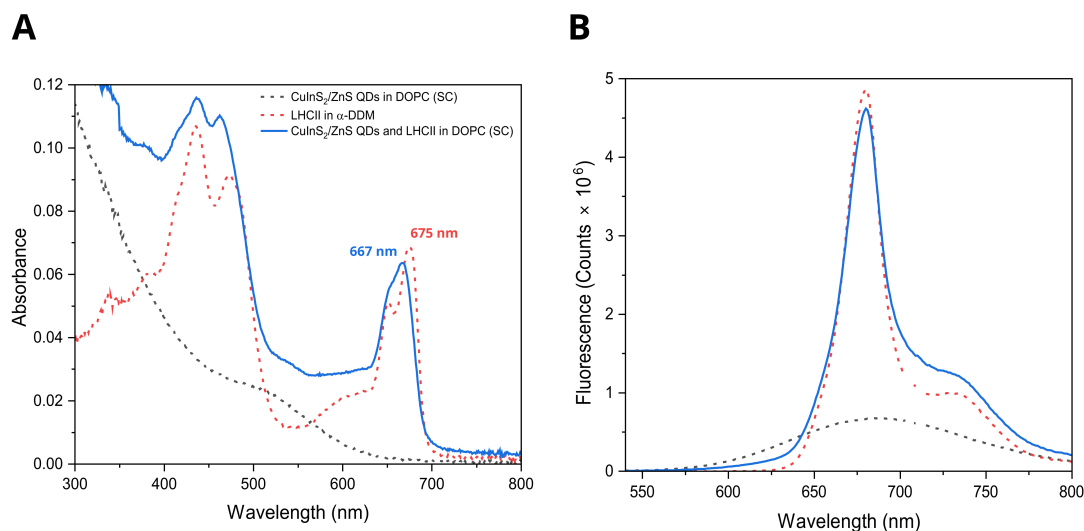 A
B
CuInS₂/ZnS QDs in DOPC (SC)
LHCII in α-DDM
CuInS₂/ZnS QDs and LHCII in DOPC (SC)
667 nm
675 nm
Absorbance
0.12
0.10
0.08
0.06
0.04
0.02
0.00
300 400 500 600 700 800
Wavelength (nm)
Fluorescence (Counts × 10⁶)
5
4
3
2
1
0
550 600 650 700 750 800
Wavelength (nm)